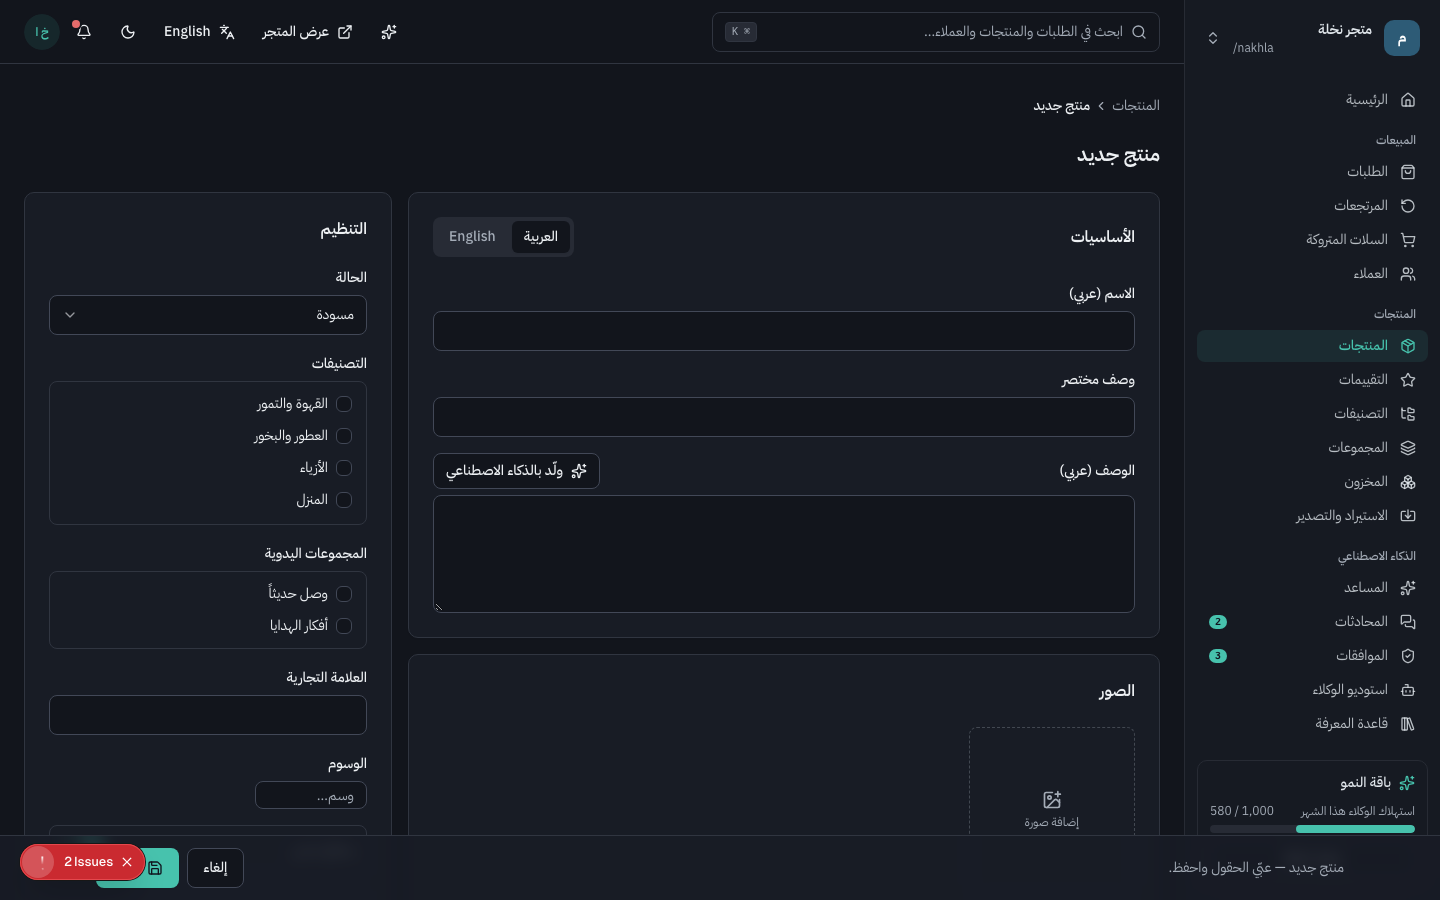 متجر نخلة
/nakhla
م
ابحث في الطلبات والمنتجات والعملاء...
⌘ K
عرض المتجر
English
خ ا
الرئيسية
المبيعات
الطلبات
المرتجعات
السلات المتروكة
العملاء
المنتجات
المنتجات
التقييمات
التصنيفات
المجموعات
المخزون
الاستيراد والتصدير
الذكاء الاصطناعي
المساعد
المحادثات 2
الموافقات 3
استوديو الوكلاء
قاعدة المعرفة
باقة النمو
استهلاك الوكلاء هذا الشهر 580 / 1,000
المنتجات
منتج جديد
منتج جديد
الأساسيات
العربية
English
الاسم (عربي)
وصف مختصر
الوصف (عربي)
ولّد بالذكاء الاصطناعي
الصور
إضافة صورة
التنظيم
الحالة
مسودة
التصنيفات
القهوة والتمور
العطور والبخور
الأزياء
المنزل
المجموعات اليدوية
وصل حديثاً
أفكار الهدايا
العلامة التجارية
الوسوم
وسم...
منتج جديد — عبّي الحقول واحفظ.
إلغاء
2 Issues